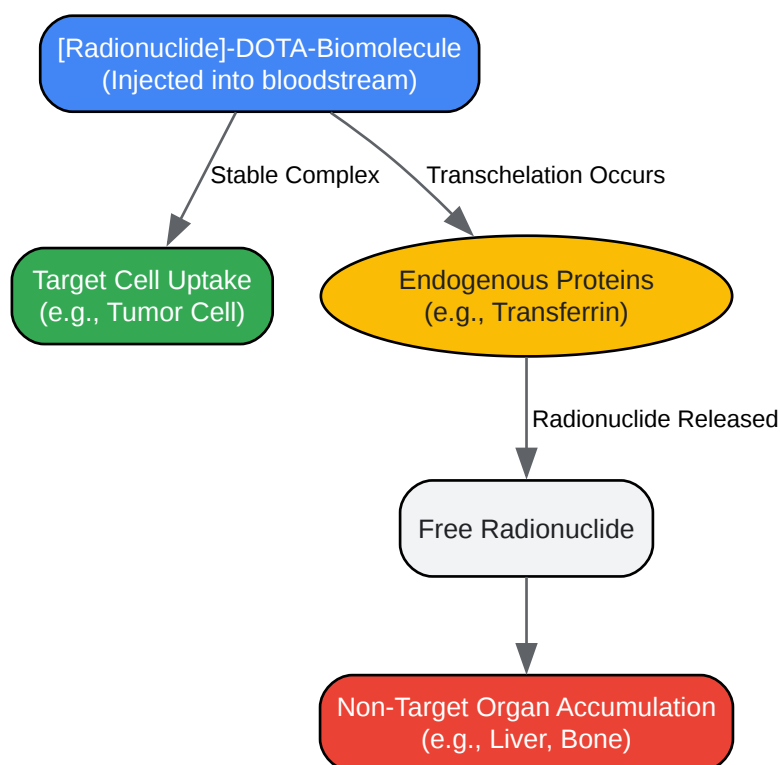 [Radionuclide]-DOTA-Biomolecule
(Injected into bloodstream)
Stable Complex
Transchelation Occurs
Target Cell Uptake
(e.g., Tumor Cell)
Endogenous Proteins
(e.g., Transferrin)
Radionuclide Released
Free Radionuclide
Non-Target Organ Accumulation
(e.g., Liver, Bone)